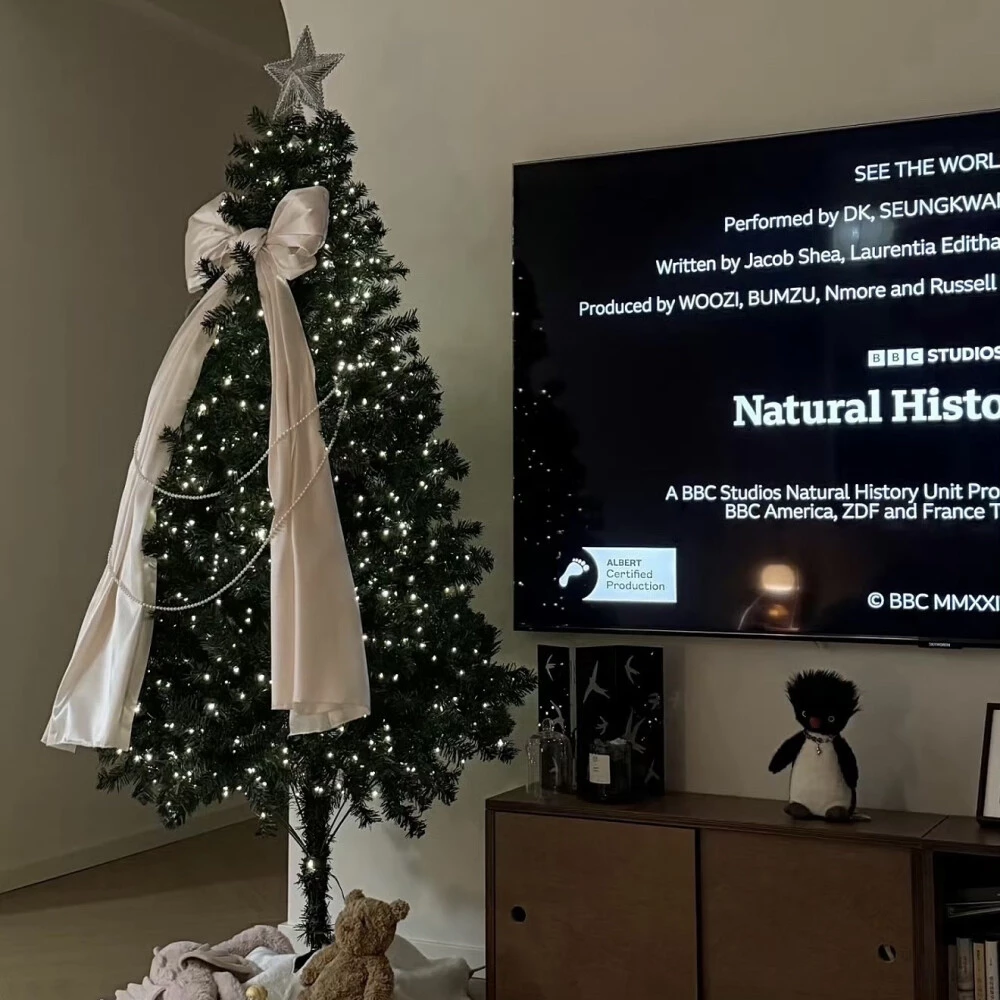 SEE THE WORL
Performed by DK, SEUNGKWA
Written by Jacob Shea, Laurentia Editha
Produced by WOOZI, BUMZU, Nmore and Russell
BBC STUDIOS
Natural Histo
A BBC Studios Natural History Unit Pro
BBC America, ZDF and France T
ALBERT
Certified
Production
© BBC MMXXI